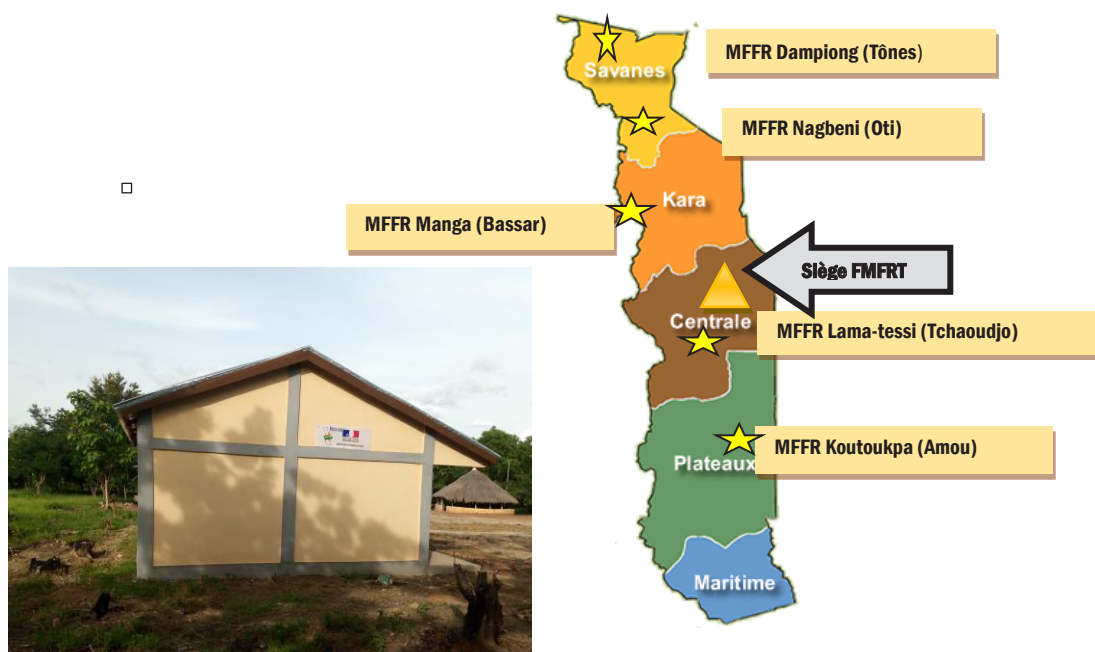 MFFR Dampiong (Tônes)
Savanes
MFFR Nagbeni (Oti)
Kara
MFFR Manga (Bassar)
Siège FMFRT
Centrale
MFFR Lama-tessi (Tchaoudjo)
MFFR Koutoukpa (Amou)
Plateaux
Maritime